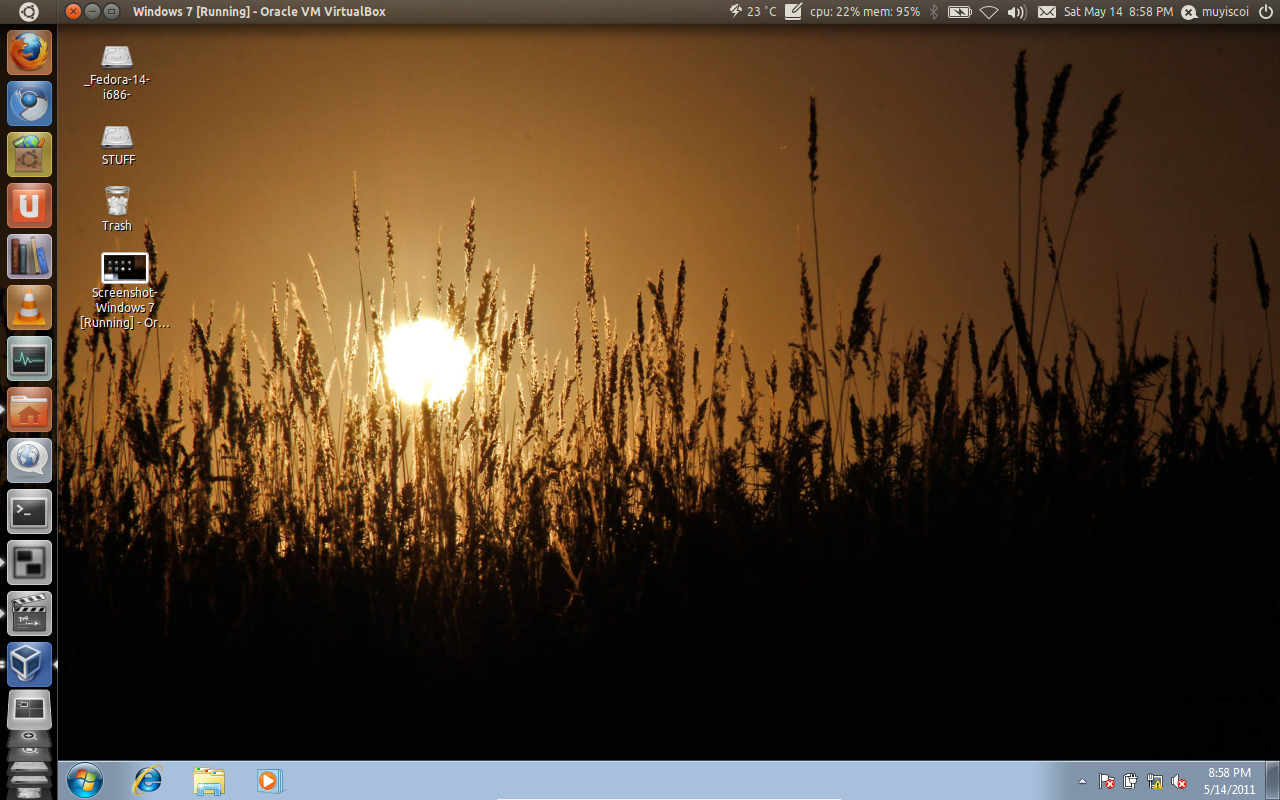 Windows 7 [Running] - Oracle VM VirtualBox
23 °C
cpu: 22% mem: 95%
Sat May 14 8:58 PM
muyiscoi
_Fedora-14-
i686-
STUFF
Trash
Screenshot-
Windows 7
[Running] - Or...
U
>_
8:58 PM
5/14/2011